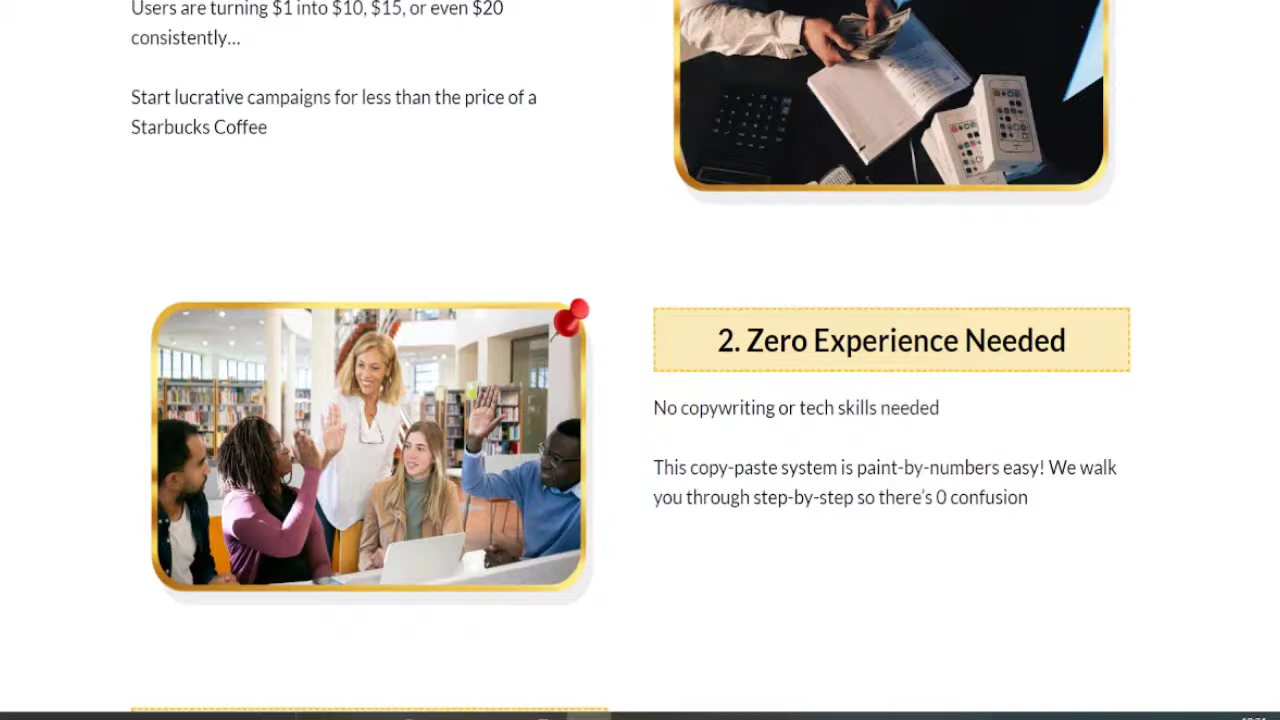 Users are turning $1 into $10, $15, or even $20
consistently...
Start lucrative campaigns for less than the price of a
Starbucks Coffee
2. Zero Experience Needed
No copywriting or tech skills needed
This copy-paste system is paint-by-numbers easy! We walk
you through step-by-step so there's 0 confusion